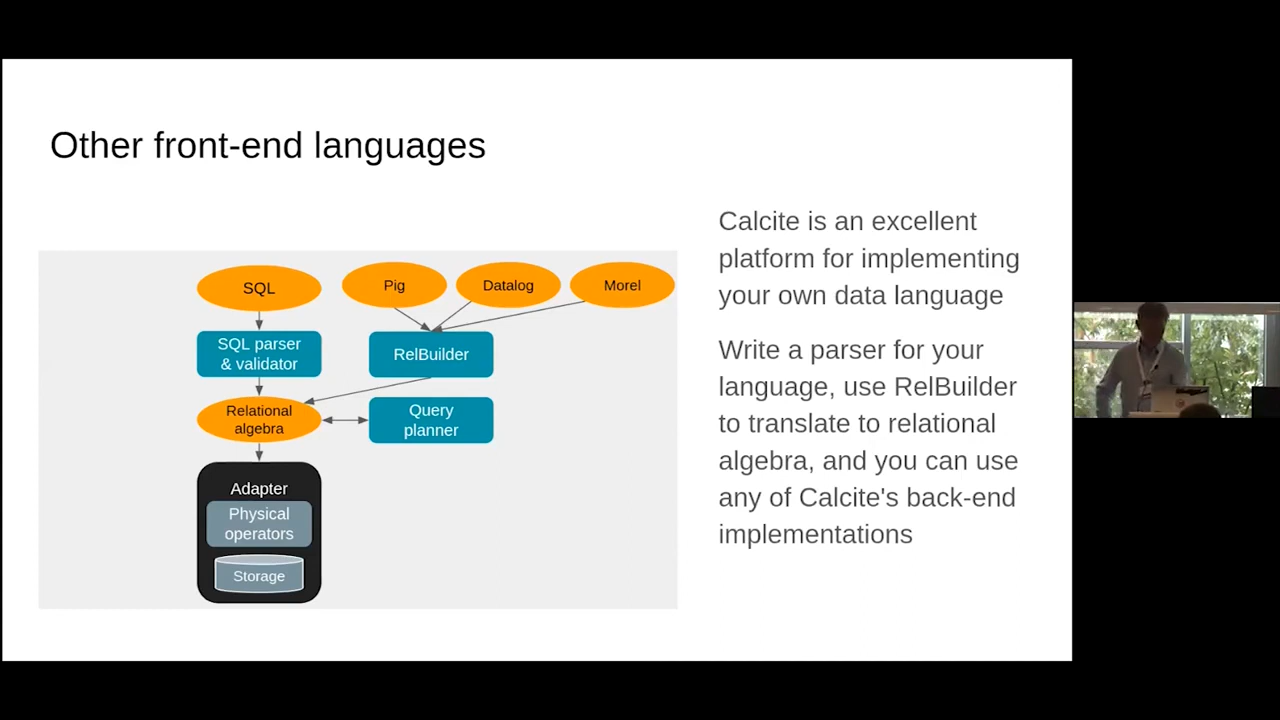 Other front-end languages
SQL
Pig
Datalog
Morel
SQL parser
& validator
RelBuilder
Relational
algebra
Query
planner
Adapter
Physical
operators
Storage
Calcite is an excellent
platform for implementing
your own data language
Write a parser for your
language, use RelBuilder
to translate to relational
algebra, and you can use
any of Calcite's back-end
implementations